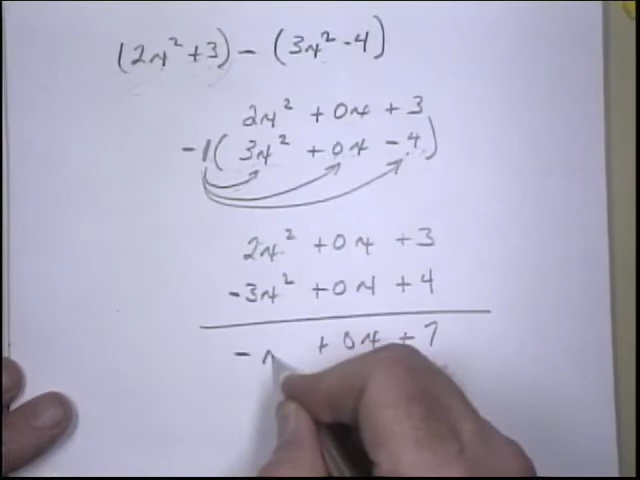 (2x² + 3) - (3x² - 4)
2x² + 0x + 3
-1( 3x² + 0x - 4)
2x² + 0x + 3
-3x² + 0x + 4
-x + 0x + 7